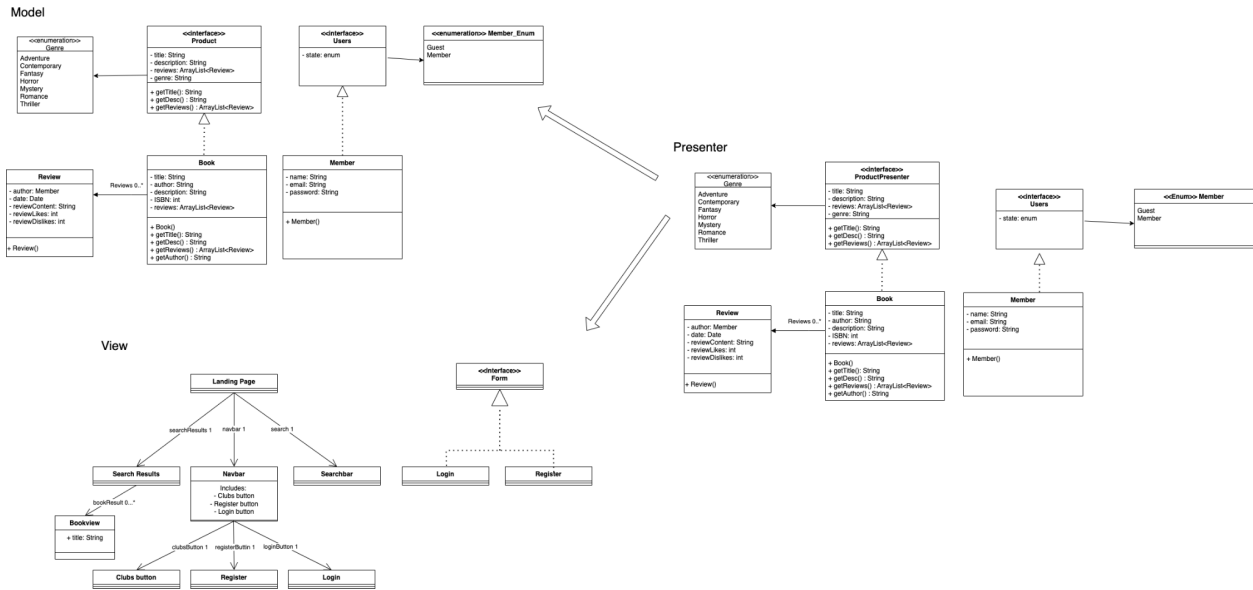 Model
<<enumeration>>
Genre
Adventure
Contemporary
Fantasy
Horror
Mystery
Romance
Thriller
<<interface>>
Product
- title: String
- description: String
- reviews: ArrayList<Review>
- genre: String
+ getTitle(): String
+ getDesc() : String
+ getReviews() : ArrayList<Review>
<<interface>>
Users
- state: enum
<<enumeration>> Member_Enum
Guest
Member
Review
- author: Member
- date: Date
- reviewContent: String
- reviewLikes: int
- reviewDislikes: int
+ Review()
Reviews 0..*
Book
- title: String
- author: String
- description: String
- ISBN: int
- reviews: ArrayList<Review>
+ Book()
+ getTitle(): String
+ getDesc() : String
+ getReviews() : ArrayList<Review>
+ getAuthor() : String
Member
- name: String
- email: String
- password: String
+ Member()
Presenter
<<enumeration>>
Genre
Adventure
Contemporary
Fantasy
Horror
Mystery
Romance
Thriller
<<interface>>
ProductPresenter
- title: String
- description: String
- reviews: ArrayList<Review>
- genre: String
+ getTitle(): String
+ getDesc() : String
+ getReviews() : ArrayList<Review>
<<interface>>
Users
- state: enum
<<Enum>> Member
Guest
Member
Review
- author: Member
- date: Date
- reviewContent: String
- reviewLikes: int
- reviewDislikes: int
+ Review()
Reviews 0..*
Book
- title: String
- author: String
- description: String
- ISBN: int
- reviews: ArrayList<Review>
+ Book()
+ getTitle(): String
+ getDesc() : String
+ getReviews() : ArrayList<Review>
+ getAuthor() : String
Member
- name: String
- email: String
- password: String
+ Member()
View
Landing Page
searchResults 1
navbar 1
search 1
Search Results
Navbar
Includes:
- Clubs button
- Register button
- Login button
Searchbar
bookResult 0...*
Bookview
+ title: String
clubsButton 1
registerButtin 1
loginButton 1
Clubs button
Register
Login
<<interface>>
Form
Login
Register